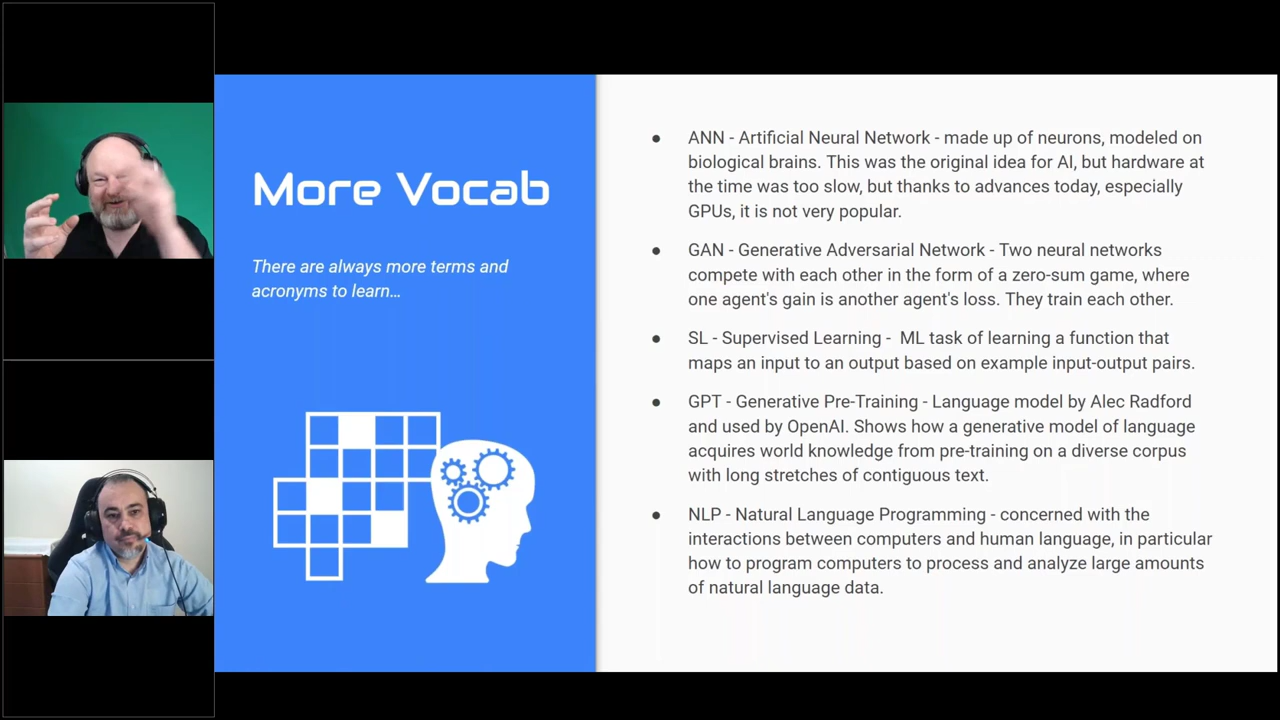 More Vocab
There are always more terms and
acronyms to learn…
● ANN - Artificial Neural Network - made up of neurons, modeled on
biological brains. This was the original idea for AI, but hardware at
the time was too slow, but thanks to advances today, especially
GPUs, it is not very popular.
● GAN - Generative Adversarial Network - Two neural networks
compete with each other in the form of a zero-sum game, where
one agent's gain is another agent's loss. They train each other.
● SL - Supervised Learning - ML task of learning a function that
maps an input to an output based on example input-output pairs.
● GPT - Generative Pre-Training - Language model by Alec Radford
and used by OpenAI. Shows how a generative model of language
acquires world knowledge from pre-training on a diverse corpus
with long stretches of contiguous text.
● NLP - Natural Language Programming - concerned with the
interactions between computers and human language, in particular
how to program computers to process and analyze large amounts
of natural language data.